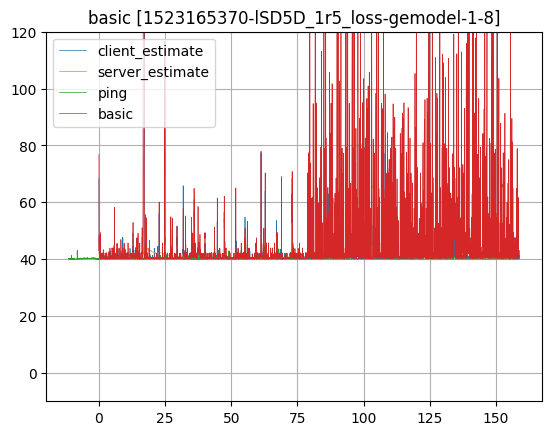 basic [1523165370-lSD5D_1r5_loss-gemodel-1-8]
120
100
80
60
40
20
0
client_estimate
server_estimate
ping
basic
0
25
50
75
100
125
150